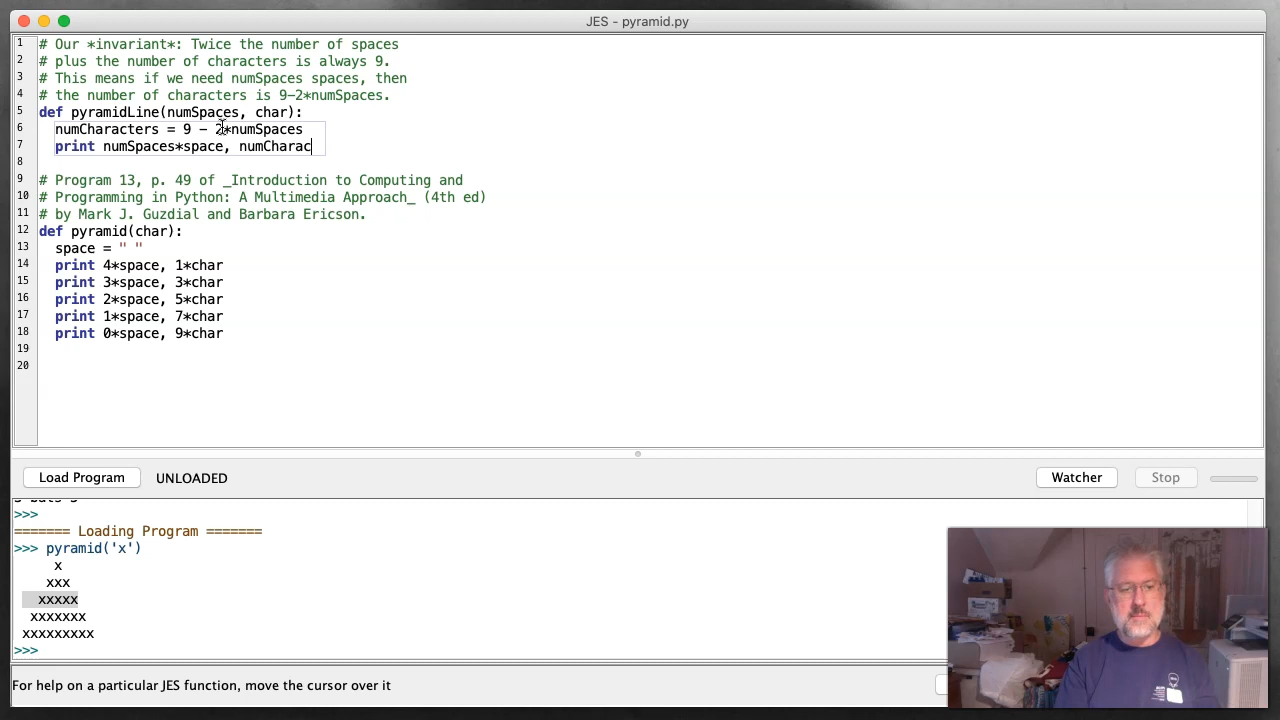 JES - pyramid.py
1 # Our *invariant*: Twice the number of spaces
2 # plus the number of characters is always 9.
3 # This means if we need numSpaces spaces, then
4 # the number of characters is 9-2*numSpaces.
5 def pyramidLine(numSpaces, char):
6 numCharacters = 9 - 2*numSpaces
7 print numSpaces*space, numCharac
8
9 # Program 13, p. 49 of _Introduction to Computing and
10 # Programming in Python: A Multimedia Approach_ (4th ed)
11 # by Mark J. Guzdial and Barbara Ericson.
12 def pyramid(char):
13 space = " "
14 print 4*space, 1*char
15 print 3*space, 3*char
16 print 2*space, 5*char
17 print 1*space, 7*char
18 print 0*space, 9*char
19
20
Load Program UNLOADED Watcher Stop
>>>
======= Loading Program =======
>>> pyramid('x')
x
xxx
xxxxx
xxxxxxx
xxxxxxxxx
>>>
For help on a particular JES function, move the cursor over it